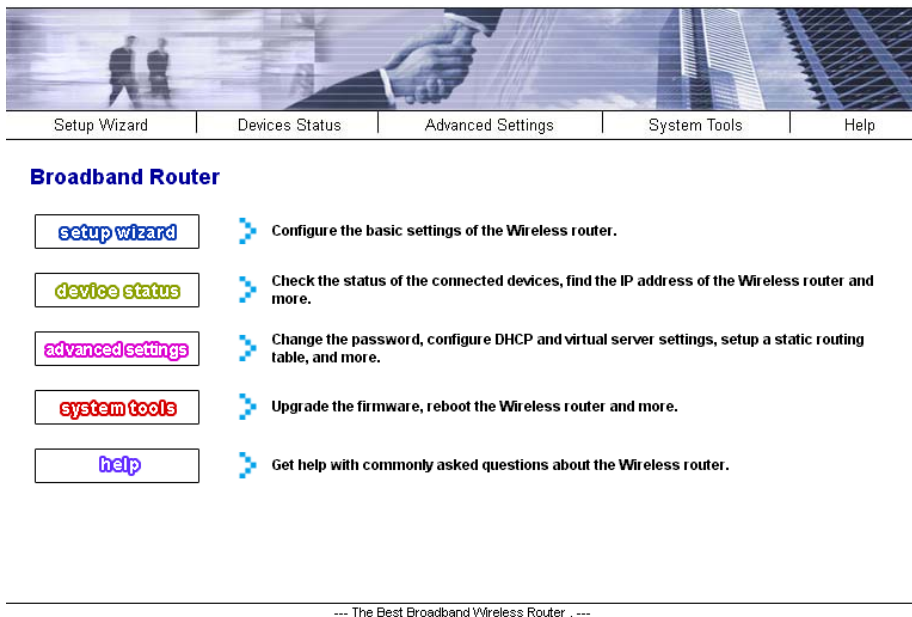 Setup Wizard Devices Status Advanced Settings System Tools Help
Broadband Router
setup wizard Configure the basic settings of the Wireless router.
device status Check the status of the connected devices, find the IP address of the Wireless router and
more.
advanced settings Change the password, configure DHCP and virtual server settings, setup a static routing
table, and more.
system tools Upgrade the firmware, reboot the Wireless router and more.
help Get help with commonly asked questions about the Wireless router.
--- The Best Broadband Wireless Router . ---